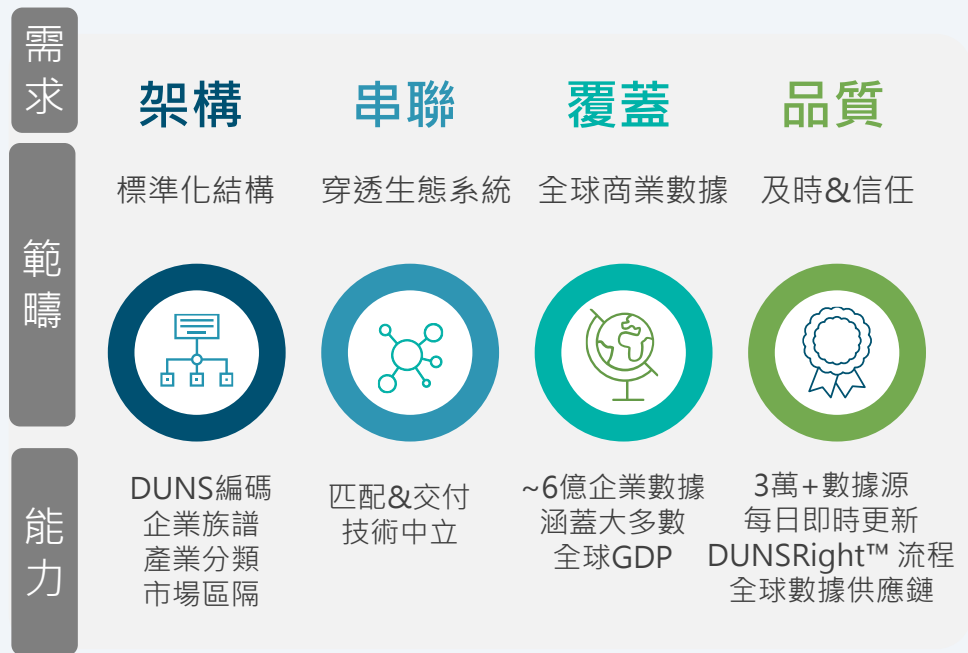 需求
架構
串聯
覆蓋
品質
範疇
標準化結構
穿透生態系統
全球商業數據
及時&信任
能力
DUNS編碼
企業族譜
產業分類
市場區隔
匹配&交付
技術中立
~6億企業數據
涵蓋大多數
全球GDP
3萬+數據源
每日即時更新
DUNSRight™ 流程
全球數據供應鏈